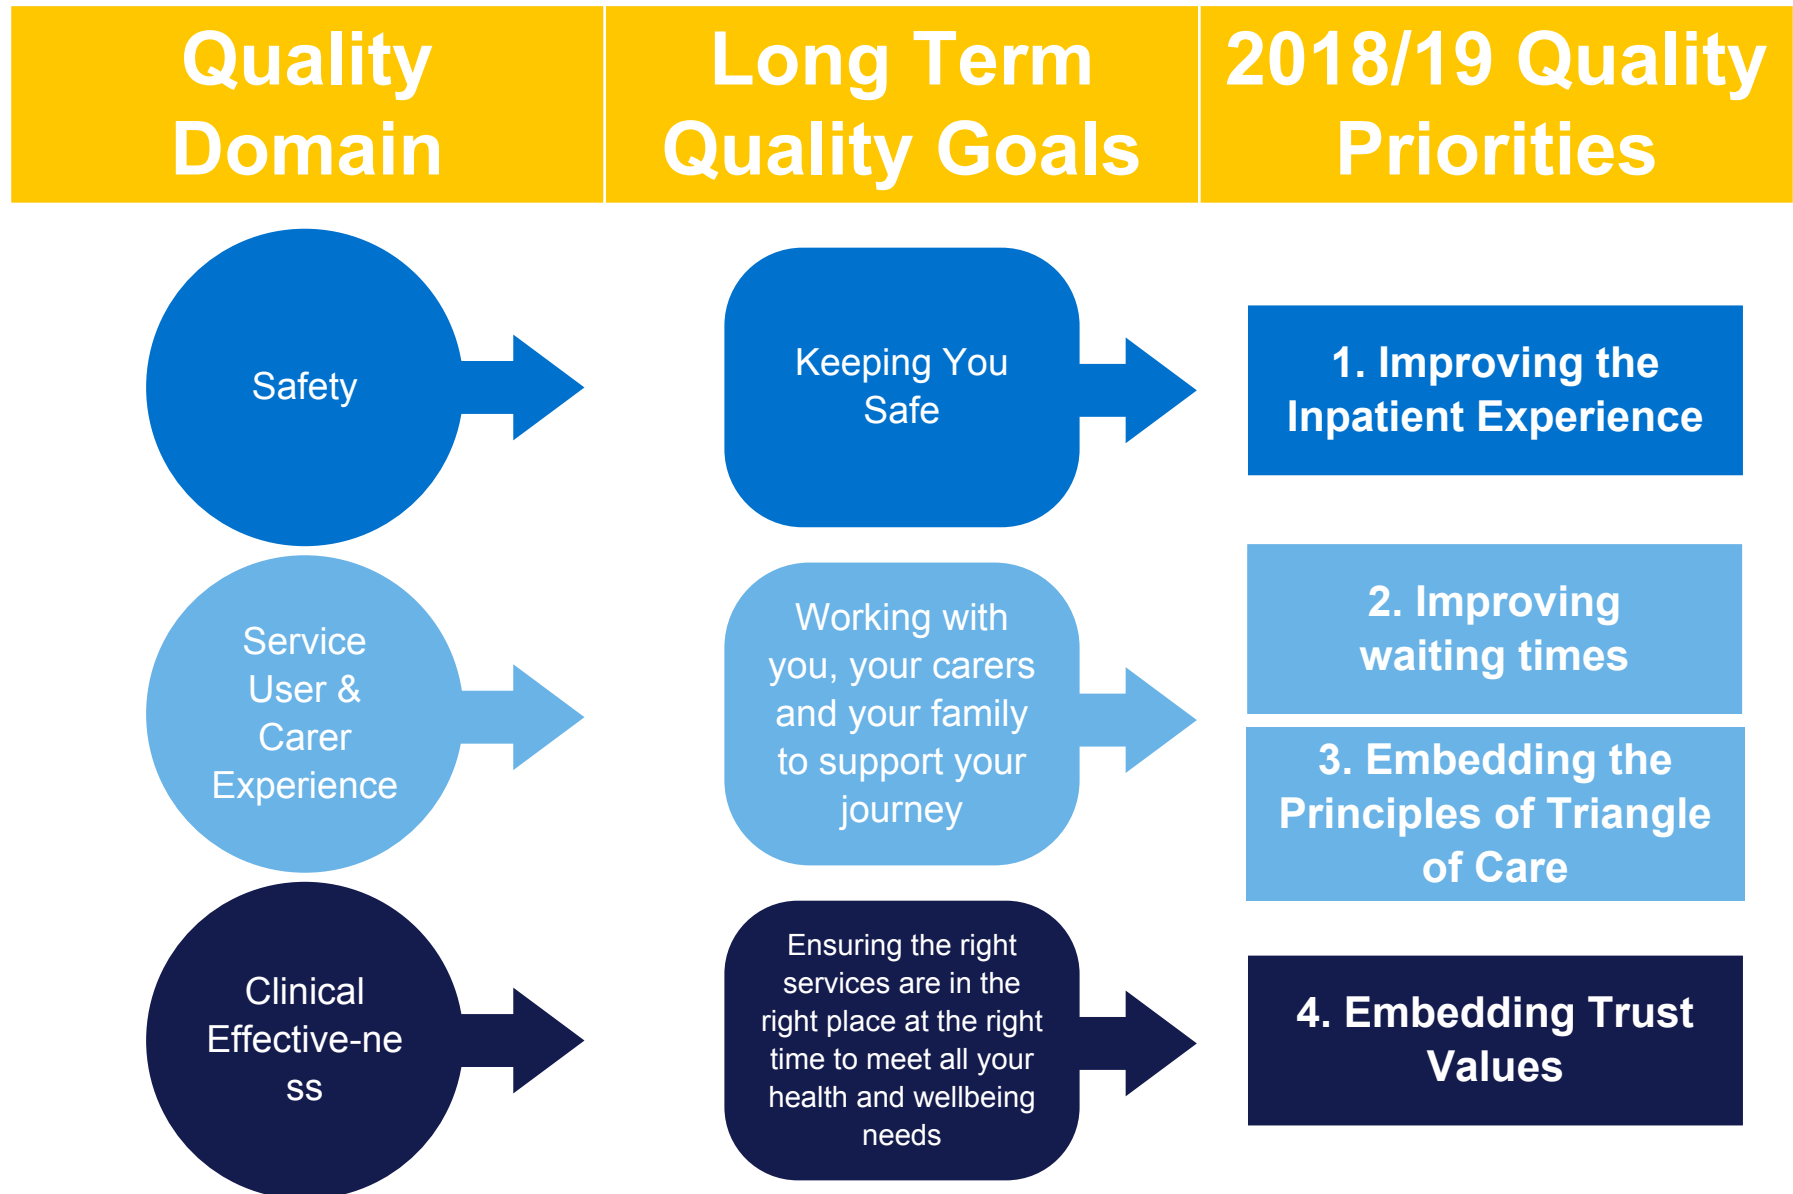 Quality
Domain
Long Term
Quality Goals
2018/19 Quality
Priorities
Safety
Keeping You
Safe
1. Improving the
Inpatient Experience
Service
User &
Carer
Experience
Working with
you, your carers
and your family
to support your
journey
2. Improving
waiting times
3. Embedding the
Principles of Triangle
of Care
Clinical
Effective-ne
ss
Ensuring the right
services are in the
right place at the right
time to meet all your
health and wellbeing
needs
4. Embedding Trust
Values